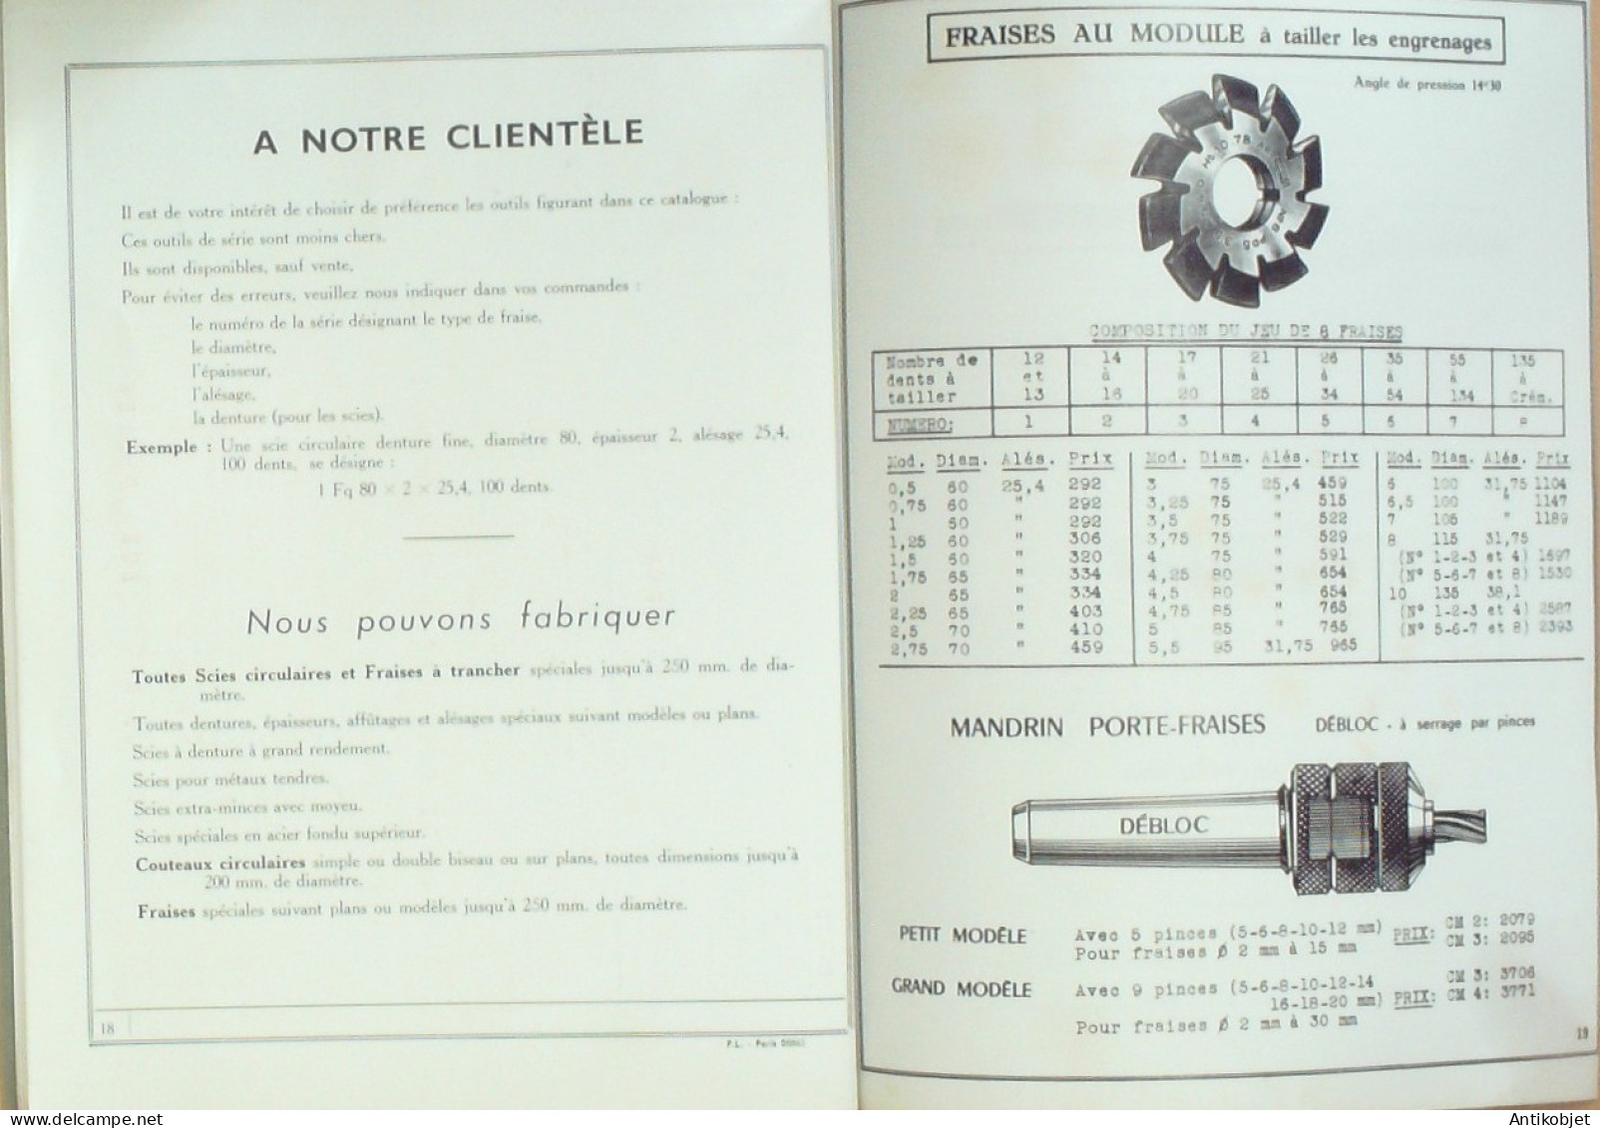 A NOTRE CLIENTÈLE
Il est de votre intérêt de choisir de préférence les outils figurant dans ce catalogue :
Ces outils de série sont moins chers.
Ils sont disponibles, sauf vente.
Pour éviter des erreurs, veuillez nous indiquer dans vos commandes :
le numéro de la série désignant le type de fraise,
le diamètre,
l'épaisseur,
l'alésage,
la denture (pour les scies).
Exemple : Une scie circulaire denture fine, diamètre 80, épaisseur 2, alésage 25,4,
100 dents, se désigne :
1 Fq 80 × 2 × 25,4, 100 dents.
Nous pouvons fabriquer
Toutes Scies circulaires et Fraises à trancher spéciales jusqu'à 250 mm. de dia-
mètre.
Toutes dentures, épaisseurs, affûtages et alésages spéciaux suivant modèles ou plans.
Scies à denture à grand rendement.
Scies pour métaux tendres.
Scies extra-minces avec moyeu.
Scies spéciales en acier fondu supérieur.
Couteaux circulaires simple ou double biseau ou sur plans, toutes dimensions jusqu'à
200 mm. de diamètre.
Fraises spéciales suivant plans ou modèles jusqu'à 250 mm. de diamètre.
18
P.L. - Paris
FRAISES AU MODULE à tailler les engrenages
Angle de pression 14°30
COMPOSITION DU JEU DE 8 FRAISES
Nombre de 12 14 17 21 26 35 55 135
dents à et à à à à à à à
tailler 13 16 20 25 34 54 134 Crém.
NUMERO: 1 2 3 4 5 6 7 8
Mod. Diam. Alés. Prix Mod. Diam. Alés. Prix Mod. Diam. Alés. Prix
0,5 60 25,4 292 3 75 25,4 459 6 100 31,75 1104
0,75 60 " 292 3,25 75 " 515 6,5 100 " 1147
1 60 " 292 3,5 75 " 522 7 105 " 1189
1,25 60 " 306 3,75 75 " 529 8 115 31,75
1,5 60 " 320 4 75 " 591 (N° 1-2-3 et 4) 1697
1,75 65 " 334 4,25 80 " 654 (N° 5-6-7 et 8) 1530
2 65 " 334 4,5 80 " 654 10 135 38,1
2,25 65 " 403 4,75 85 " 765 (N° 1-2-3 et 4) 2587
2,5 70 " 410 5 85 " 765 (N° 5-6-7 et 8) 2393
2,75 70 " 459 5,5 95 31,75 965
MANDRIN PORTE-FRAISES DÉBLOC - à serrage par pinces
DÉBLOC
PETIT MODÈLE Avec 5 pinces (5-6-8-10-12 mm) PRIX: CM 2: 2079
Pour fraises Ø 2 mm à 15 mm CM 3: 2095
GRAND MODÈLE Avec 9 pinces (5-6-8-10-12-14 CM 3: 3706
16-18-20 mm) PRIX: CM 4: 3771
Pour fraises Ø 2 mm à 30 mm
19
www.delcampe.net
Antikobjet